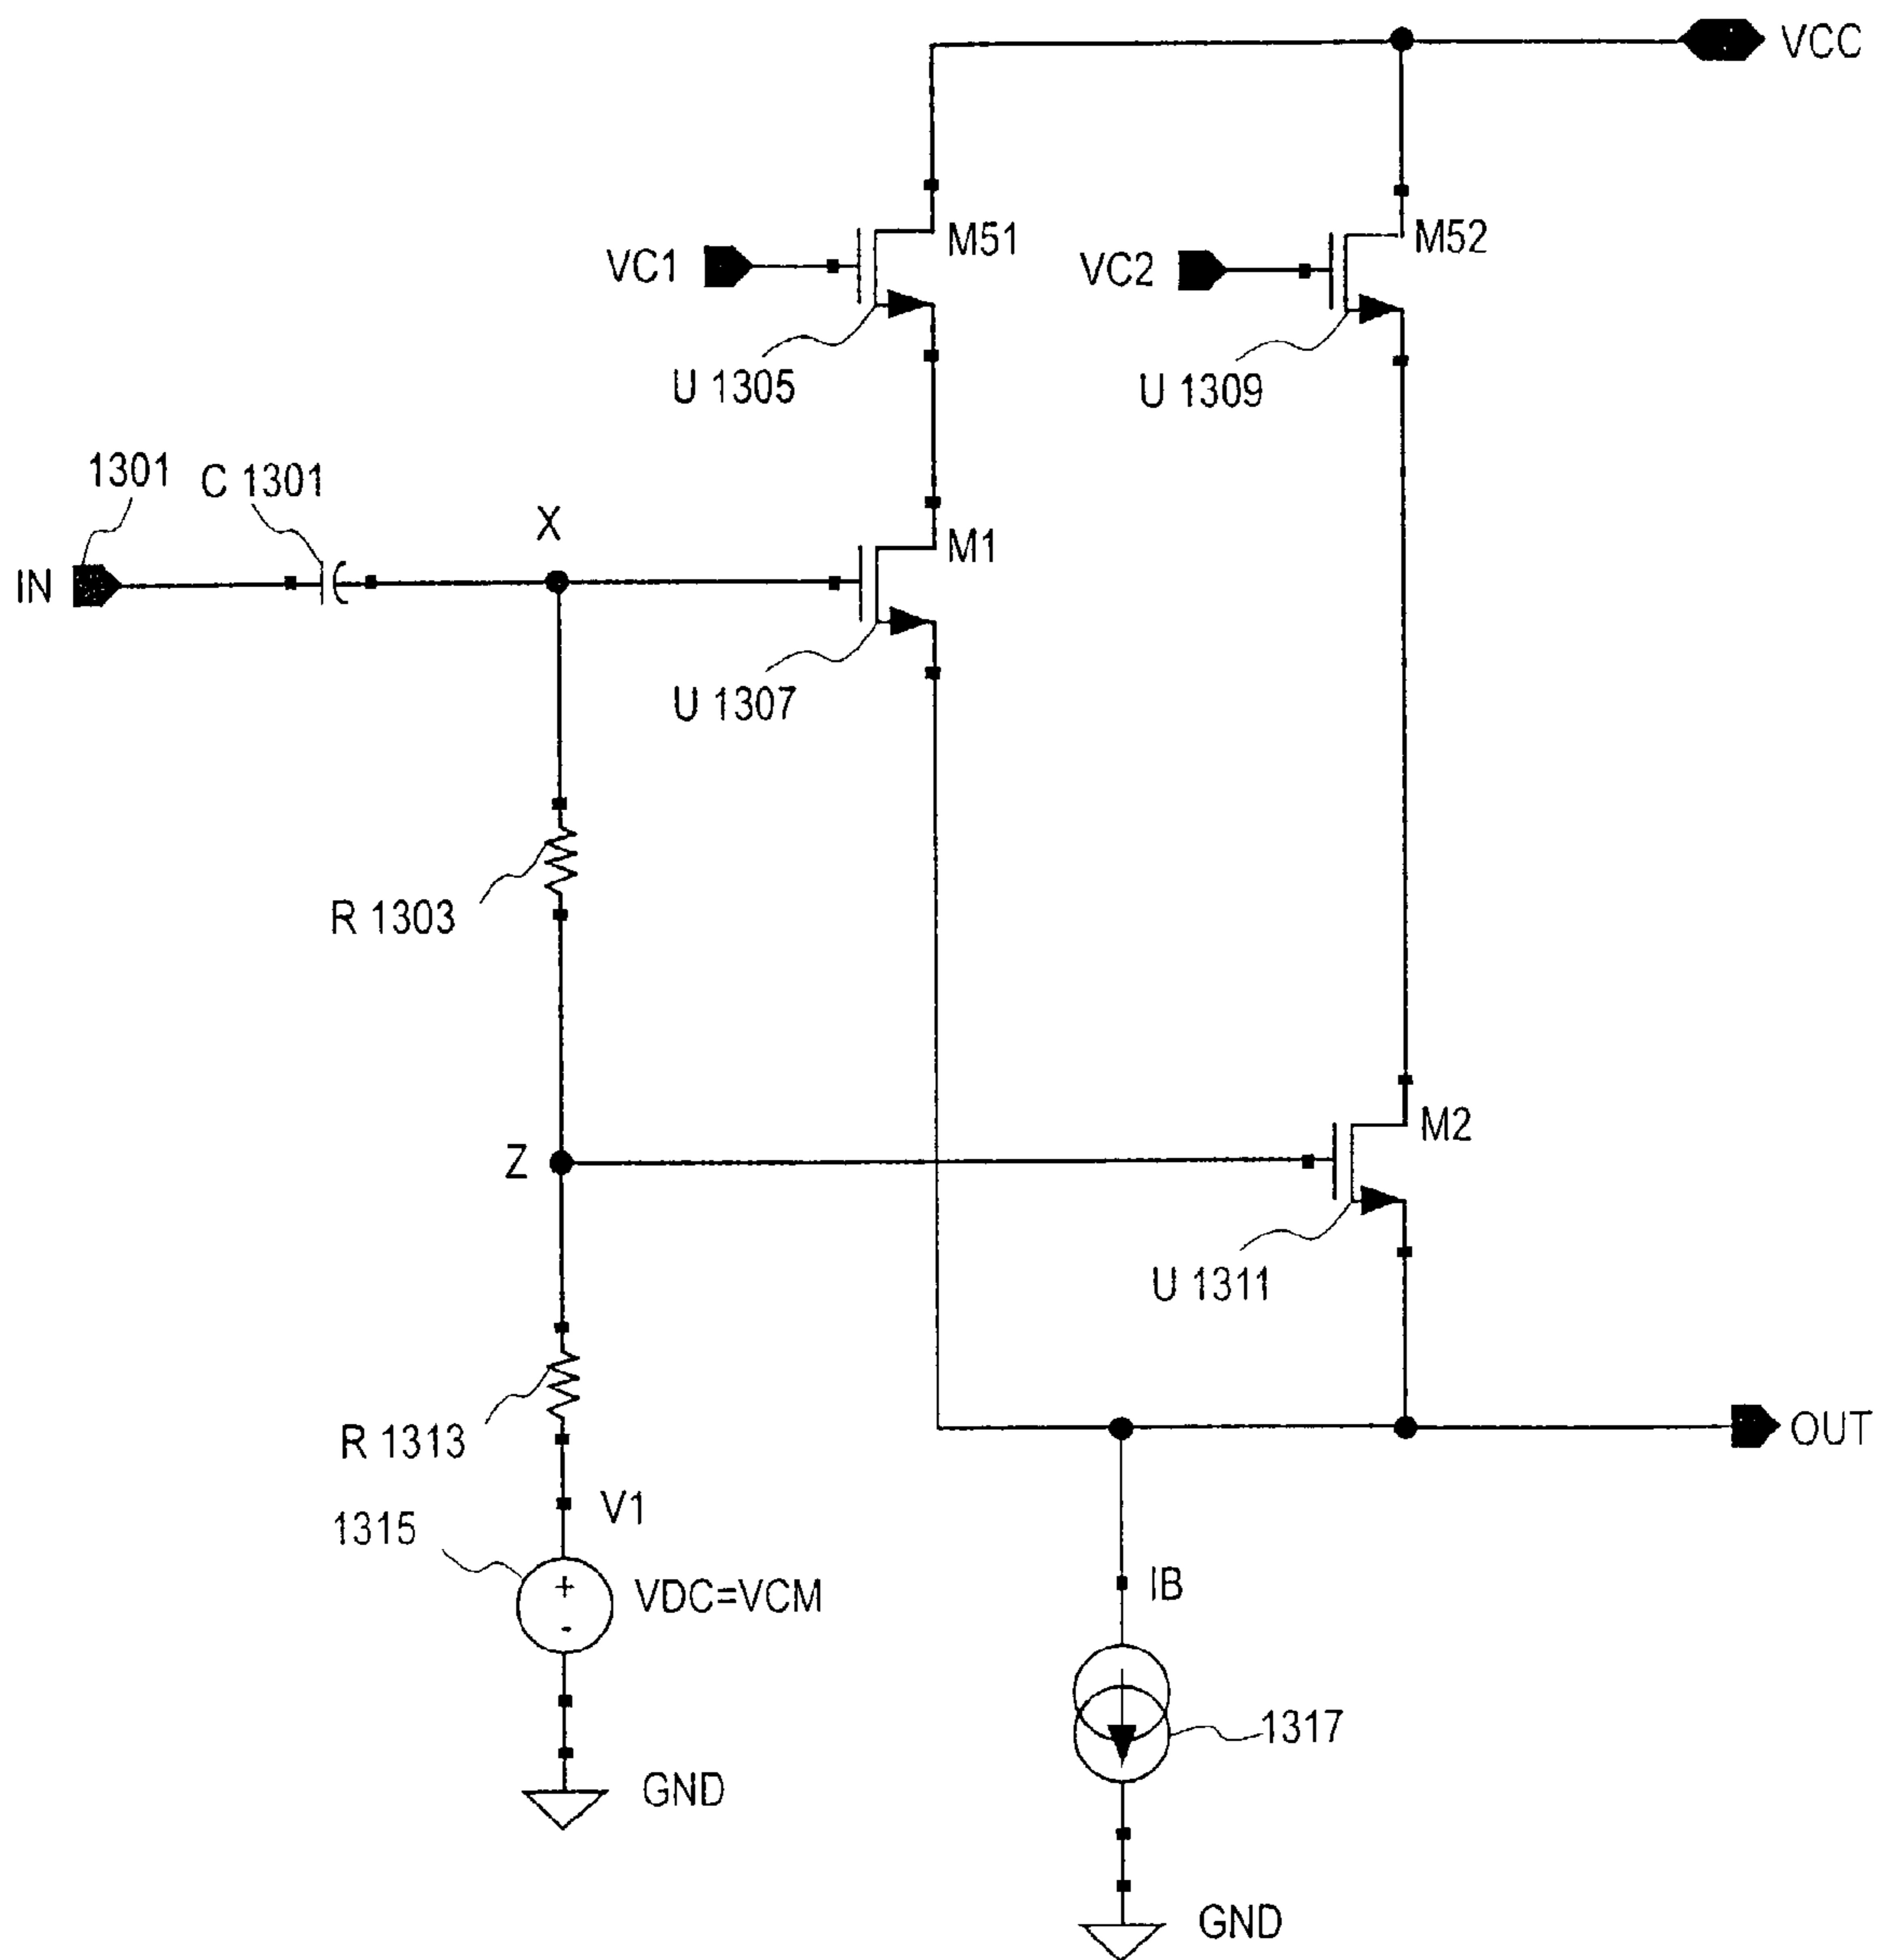 VCC
M51
M52
VC1
VC2
U 1305
U 1309
1301
C 1301
X
M1
IN
U 1307
R 1303
Z
M2
U 1311
R 1313
OUT
V1
1315
IB
+
VDC=VCM
-
1317
GND
GND